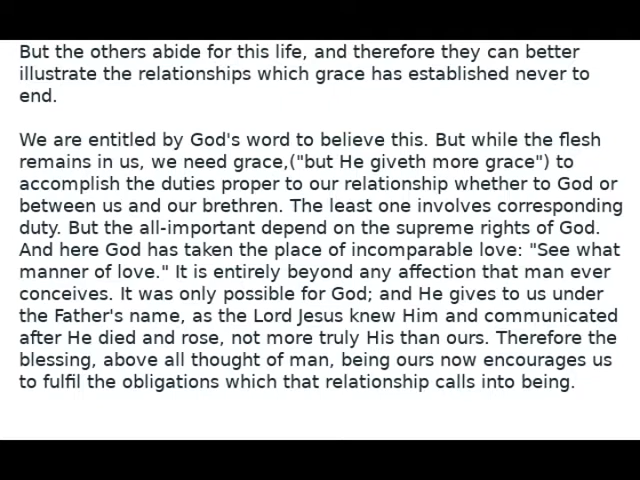 But the others abide for this life, and therefore they can better
illustrate the relationships which grace has established never to
end.
We are entitled by God's word to believe this. But while the flesh
remains in us, we need grace,("but He giveth more grace") to
accomplish the duties proper to our relationship whether to God or
between us and our brethren. The least one involves corresponding
duty. But the all-important depend on the supreme rights of God.
And here God has taken the place of incomparable love: "See what
manner of love." It is entirely beyond any affection that man ever
conceives. It was only possible for God; and He gives to us under
the Father's name, as the Lord Jesus knew Him and communicated
after He died and rose, not more truly His than ours. Therefore the
blessing, above all thought of man, being ours now encourages us
to fulfil the obligations which that relationship calls into being.